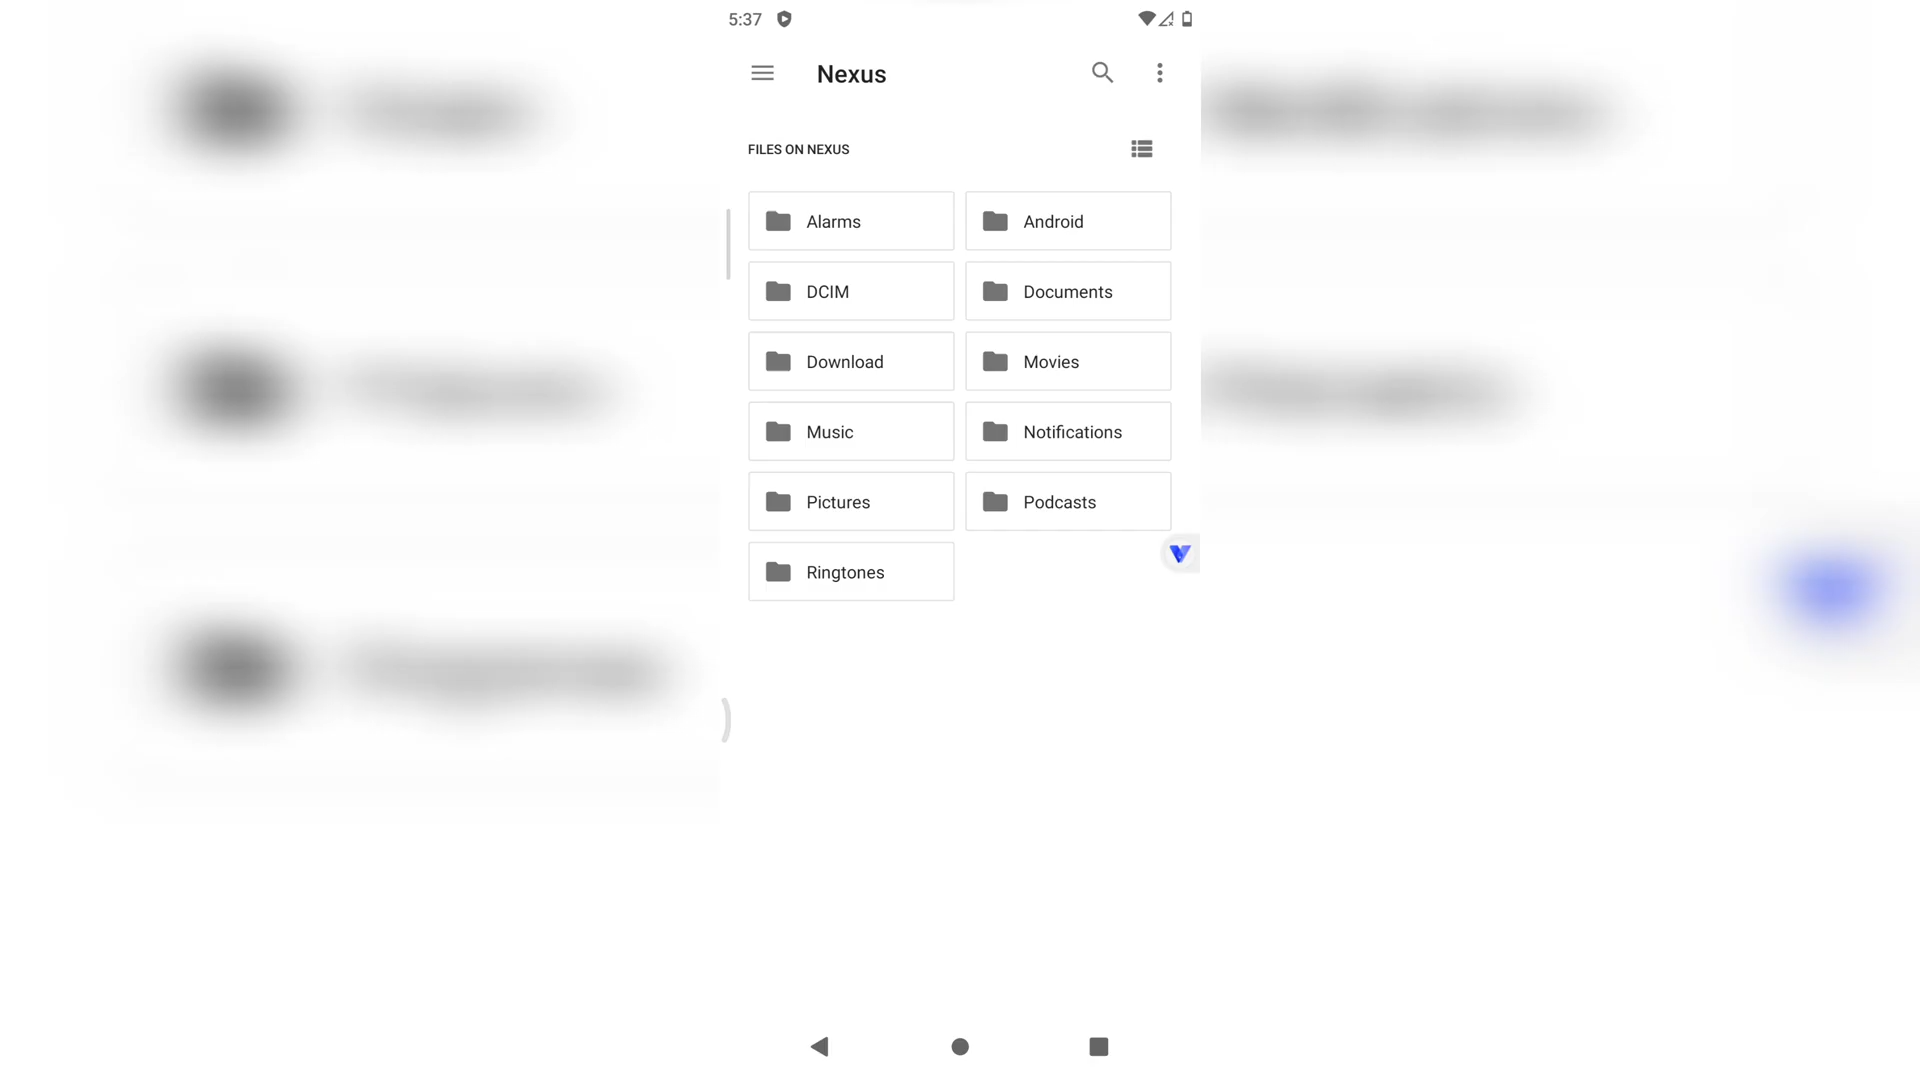 5:37
Nexus
FILES ON NEXUS
Alarms
Android
DCIM
Documents
Download
Movies
Music
Notifications
Pictures
Podcasts
Ringtones